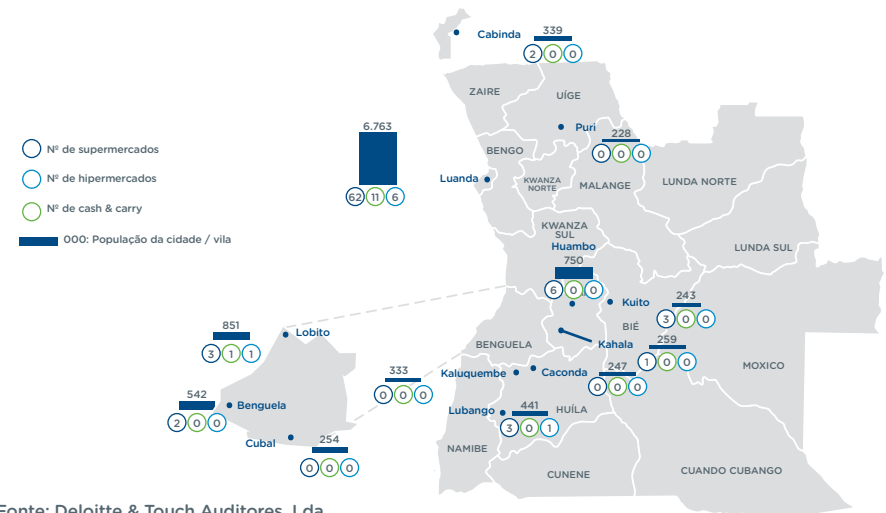 339
Cabinda
2 0 0
ZAIRE
UÍGE
6.763
Puri
228
Nº de supermercados
BENGO
0 0 0
Nº de hipermercados
Luanda
KWANZA
NORTE
MALANGE
LUNDA NORTE
62 11 6
Nº de cash & carry
KWANZA
SUL
000: População da cidade / vila
Huambo
LUNDA SUL
750
6 0 0
Kuito
243
3 0 0
851
Lobito
BIÉ
3 1 1
BENGUELA
Kahala
259
1 0 0
MOXICO
333
Kaluquembe
Caconda
247
0 0 0
0 0 0
542
Benguela
Lubango
441
HUÍLA
2 0 0
3 0 1
Cubal
254
NAMIBE
0 0 0
CUNENE
CUANDO CUBANGO
Fonte: Deloitte & Touch Auditores, Lda